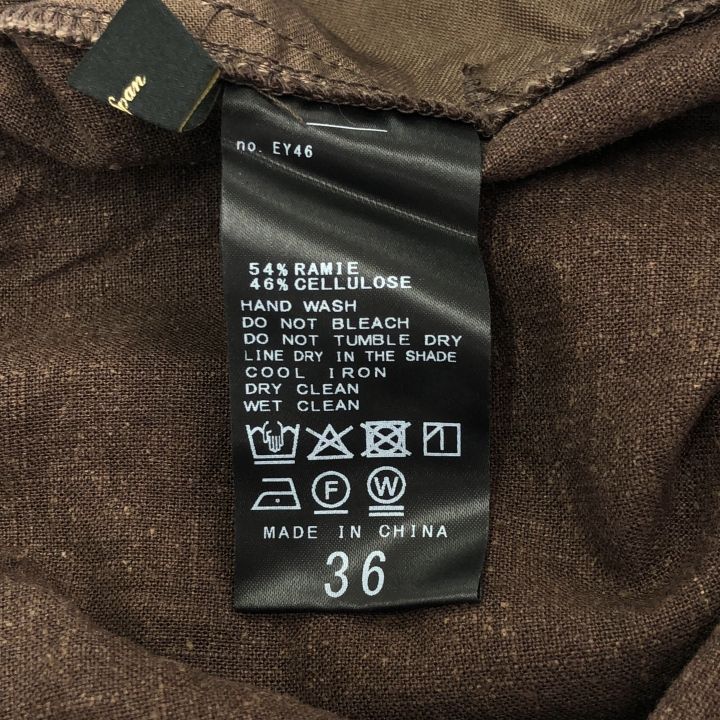 Span
no. EY46
54% RAMIE
46% CELLULOSE
HAND WASH
DO NOT BLEACH
DO NOT TUMBLE DRY
LINE DRY IN THE SHADE
COOL IRON
DRY CLEAN
WET CLEAN
F W
MADE IN CHINA
36